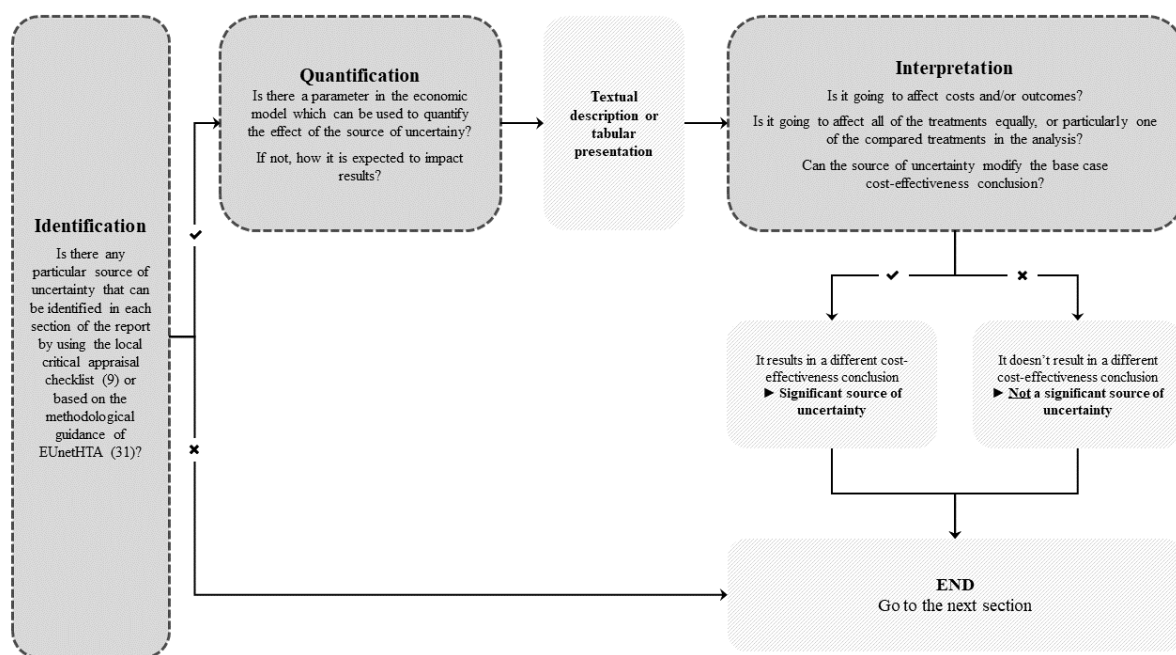 Identification
Is there any
particular source of
uncertainty that can
be identified in each
section of the report
by using the local
critical appraisal
checklist (9) or
based on the
methodological
guidance of
EUnetHTA (31)?
✔
✖
Quantification
Is there a parameter in the economic
model which can be used to quantify
the effect of the source of uncertainy?
If not, how it is expected to impact
results?
Textual
description or
tabular
presentation
Interpretation
Is it going to affect costs and/or outcomes?
Is it going to affect all of the treatments equally, or particularly one
of the compared treatments in the analysis?
Can the source of uncertainty modify the base case
cost-effectiveness conclusion?
✔
✖
It results in a different cost-
effectiveness conclusion
► Significant source of
uncertainty
It doesn't result in a different
cost-effectiveness conclusion
► Not a significant source of
uncertainty
END
Go to the next section